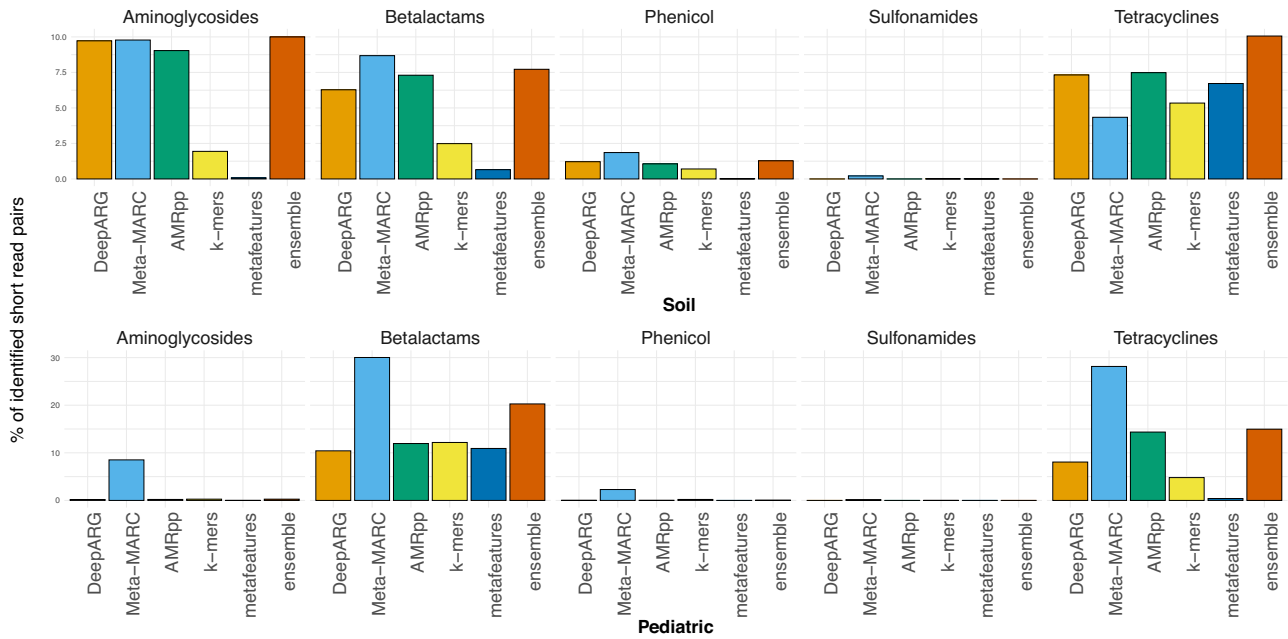 Aminoglycosides Betalactams Phenicol Sulfonamides Tetracyclines
10.0
7.5
5.0
2.5
0.0
DeepARG Meta−MARC AMRpp k−mers metafeatures ensemble DeepARG Meta−MARC AMRpp k−mers metafeatures ensemble DeepARG Meta−MARC AMRpp k−mers metafeatures ensemble DeepARG Meta−MARC AMRpp k−mers metafeatures ensemble DeepARG Meta−MARC AMRpp k−mers metafeatures ensemble
Soil
% of identified short read pairs
Aminoglycosides Betalactams Phenicol Sulfonamides Tetracyclines
30
20
10
0
DeepARG Meta−MARC AMRpp k−mers metafeatures ensemble DeepARG Meta−MARC AMRpp k−mers metafeatures ensemble DeepARG Meta−MARC AMRpp k−mers metafeatures ensemble DeepARG Meta−MARC AMRpp k−mers metafeatures ensemble DeepARG Meta−MARC AMRpp k−mers metafeatures ensemble
Pediatric